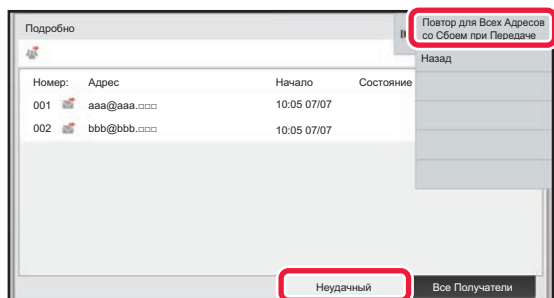 Подробно
Повтор для Всех Адресов
со Сбоем при Передаче
Назад
Номер: Адрес Начало Состояние
001 aaa@aaa.□□□ 10:05 07/07
002 bbb@bbb.□□□ 10:05 07/07
Неудачный Все Получатели